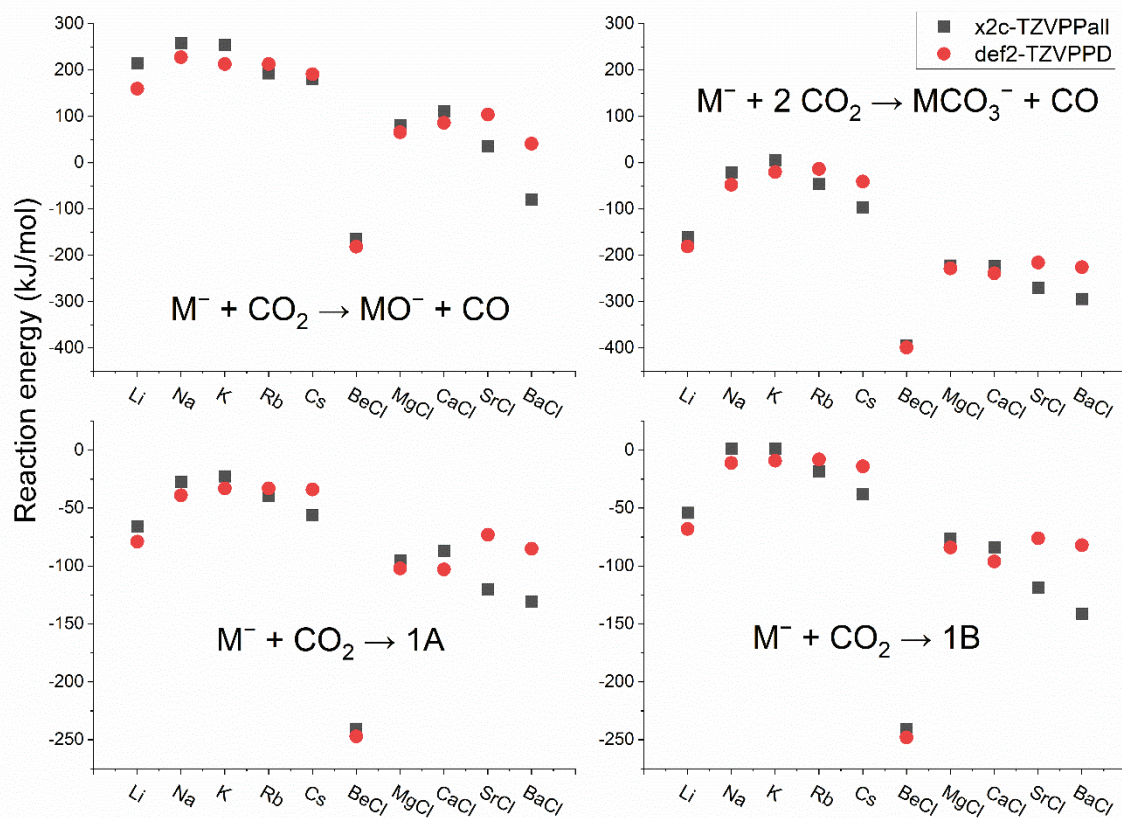 Reaction energy (kJ/mol)
300
200
100
0
-100
-200
-300
-400
M⁻ + CO₂ → MO⁻ + CO
Li Na K Rb Cs BeCl MgCl CaCl SrCl BaCl
x2c-TZVPPall
def2-TZVPPD
300
200
100
0
-100
-200
-300
-400
M⁻ + 2 CO₂ → MCO₃⁻ + CO
Li Na K Rb Cs BeCl MgCl CaCl SrCl BaCl
0
-50
-100
-150
-200
-250
M⁻ + CO₂ → 1A
Li Na K Rb Cs BeCl MgCl CaCl SrCl BaCl
0
-50
-100
-150
-200
-250
M⁻ + CO₂ → 1B
Li Na K Rb Cs BeCl MgCl CaCl SrCl BaCl